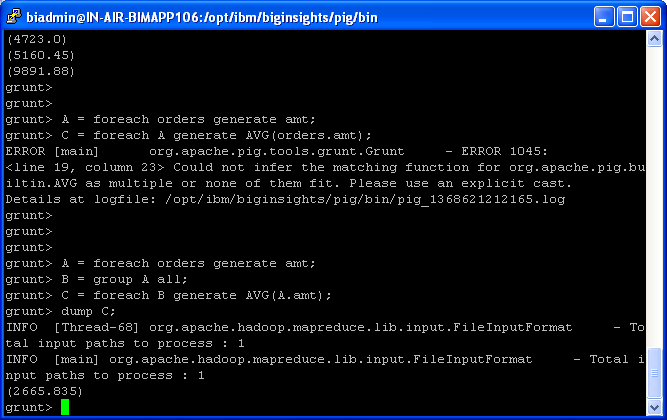 biadmin@IN-AIR-BIMAPP106:/opt/ibm/biginsights/pig/bin
(4723.0)
(5160.45)
(9891.88)
grunt>
grunt>
grunt> A = foreach orders generate amt;
grunt> C = foreach A generate AVG(orders.amt);
ERROR [main]     org.apache.pig.tools.grunt.Grunt    - ERROR 1045:
<line 19, column 23> Could not infer the matching function for org.apache.pig.bu
iltin.AVG as multiple or none of them fit. Please use an explicit cast.
Details at logfile: /opt/ibm/biginsights/pig/bin/pig_1368621212165.log
grunt>
grunt>
grunt>
grunt> A = foreach orders generate amt;
grunt> B = group A all;
grunt> C = foreach B generate AVG(A.amt);
grunt> dump C;
INFO  [Thread-68] org.apache.hadoop.mapreduce.lib.input.FileInputFormat     - To
tal input paths to process : 1
INFO  [main] org.apache.hadoop.mapreduce.lib.input.FileInputFormat     - Total i
nput paths to process : 1
(2665.835)
grunt>